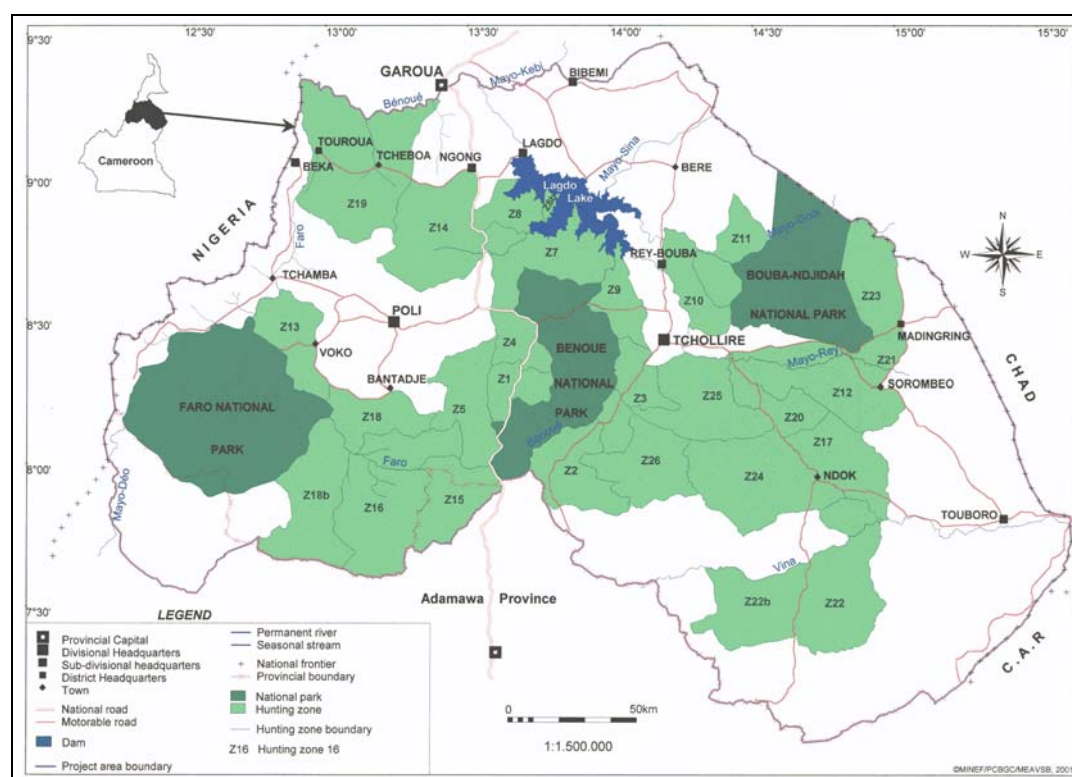 12°30'
13°00'
13°30'
14°00'
14°30'
15°00'
15°30'
9°30'
GAROUA
Mayo-Kebi
BIBEMI
Bénoué
Cameroon
TOUROUA
TCHEBOA
BEKA
NGONG
LAGDO
Mayo-Sina
BERE
9°00'
Lagdo
Lake
NIGERIA
Faro
Z19
Z14
Z8
Z7
Z11
REY-BOUBA
N
W
E
S
TCHAMBA
Z9
Z10
BOUBA-NDJIDAH
NATIONAL PARK
Z23
POLI
8°30'
Z13
VOKO
Z4
BENOUE
NATIONAL
PARK
TCHOLLIRE
MADINGRING
Mayo-Rey
Z21
CHAD
BANTADJE
Z1
SOROMBEO
FARO NATIONAL
PARK
Z18
Z5
Z3
Z25
Z12
Z20
Z17
Bénoué
8°00'
Faro
Z2
Z26
Z24
NDOK
Mayo-Déo
Z18b
Z16
Z15
TOUBORO
Vina
7°30'
Adamawa Province
Z22b
Z22
C.A.R
LEGEND
Provincial Capital
Divisional Headquarters
Sub-divisional headquarters
District Headquarters
Town
National road
Motorable road
Dam
Project area boundary
Permanent river
Seasonal stream
National frontier
Provincial boundary
National park
Hunting zone
Hunting zone boundary
Z16 Hunting zone 16
0 50km
1:1.500.000
©MINEF/PCBGC/MEAVSB, 2001